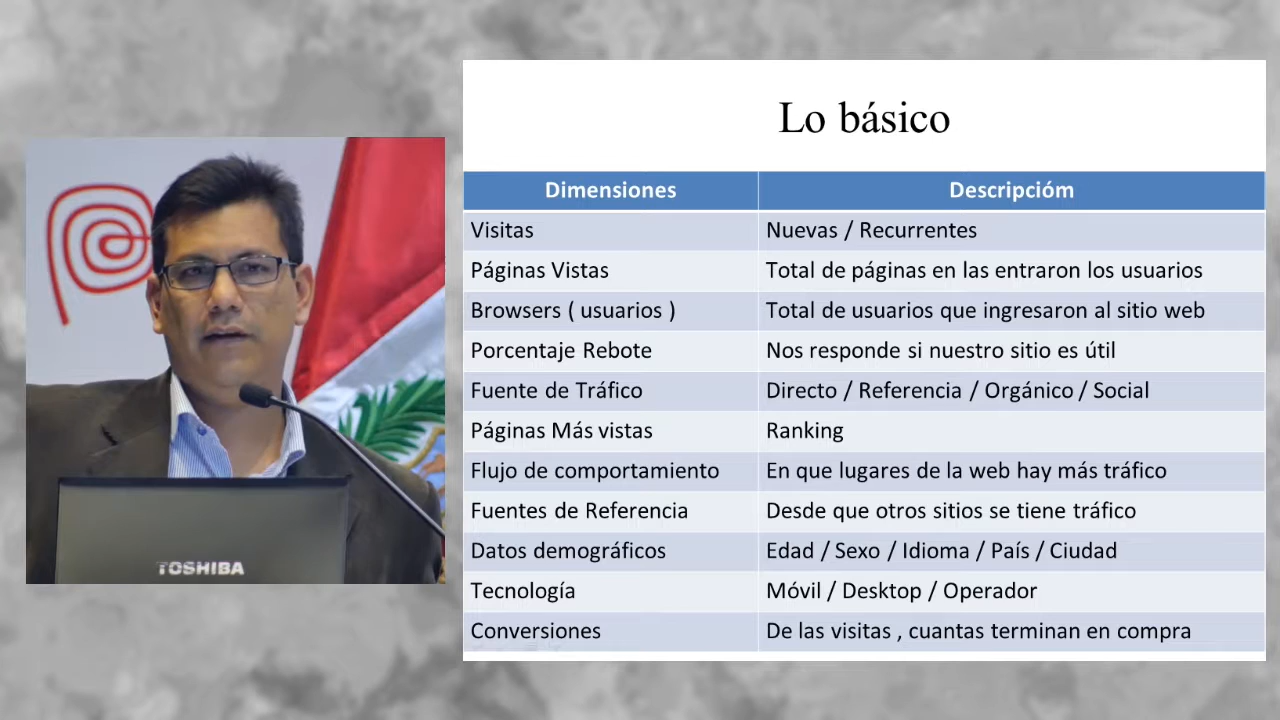 Lo básico
Dimensiones Descripcióm
Visitas Nuevas / Recurrentes
Páginas Vistas Total de páginas en las entraron los usuarios
Browsers ( usuarios ) Total de usuarios que ingresaron al sitio web
Porcentaje Rebote Nos responde si nuestro sitio es útil
Fuente de Tráfico Directo / Referencia / Orgánico / Social
Páginas Más vistas Ranking
Flujo de comportamiento En que lugares de la web hay más tráfico
Fuentes de Referencia Desde que otros sitios se tiene tráfico
Datos demográficos Edad / Sexo / Idioma / País / Ciudad
Tecnología Móvil / Desktop / Operador
Conversiones De las visitas , cuantas terminan en compra
TOSHIBA